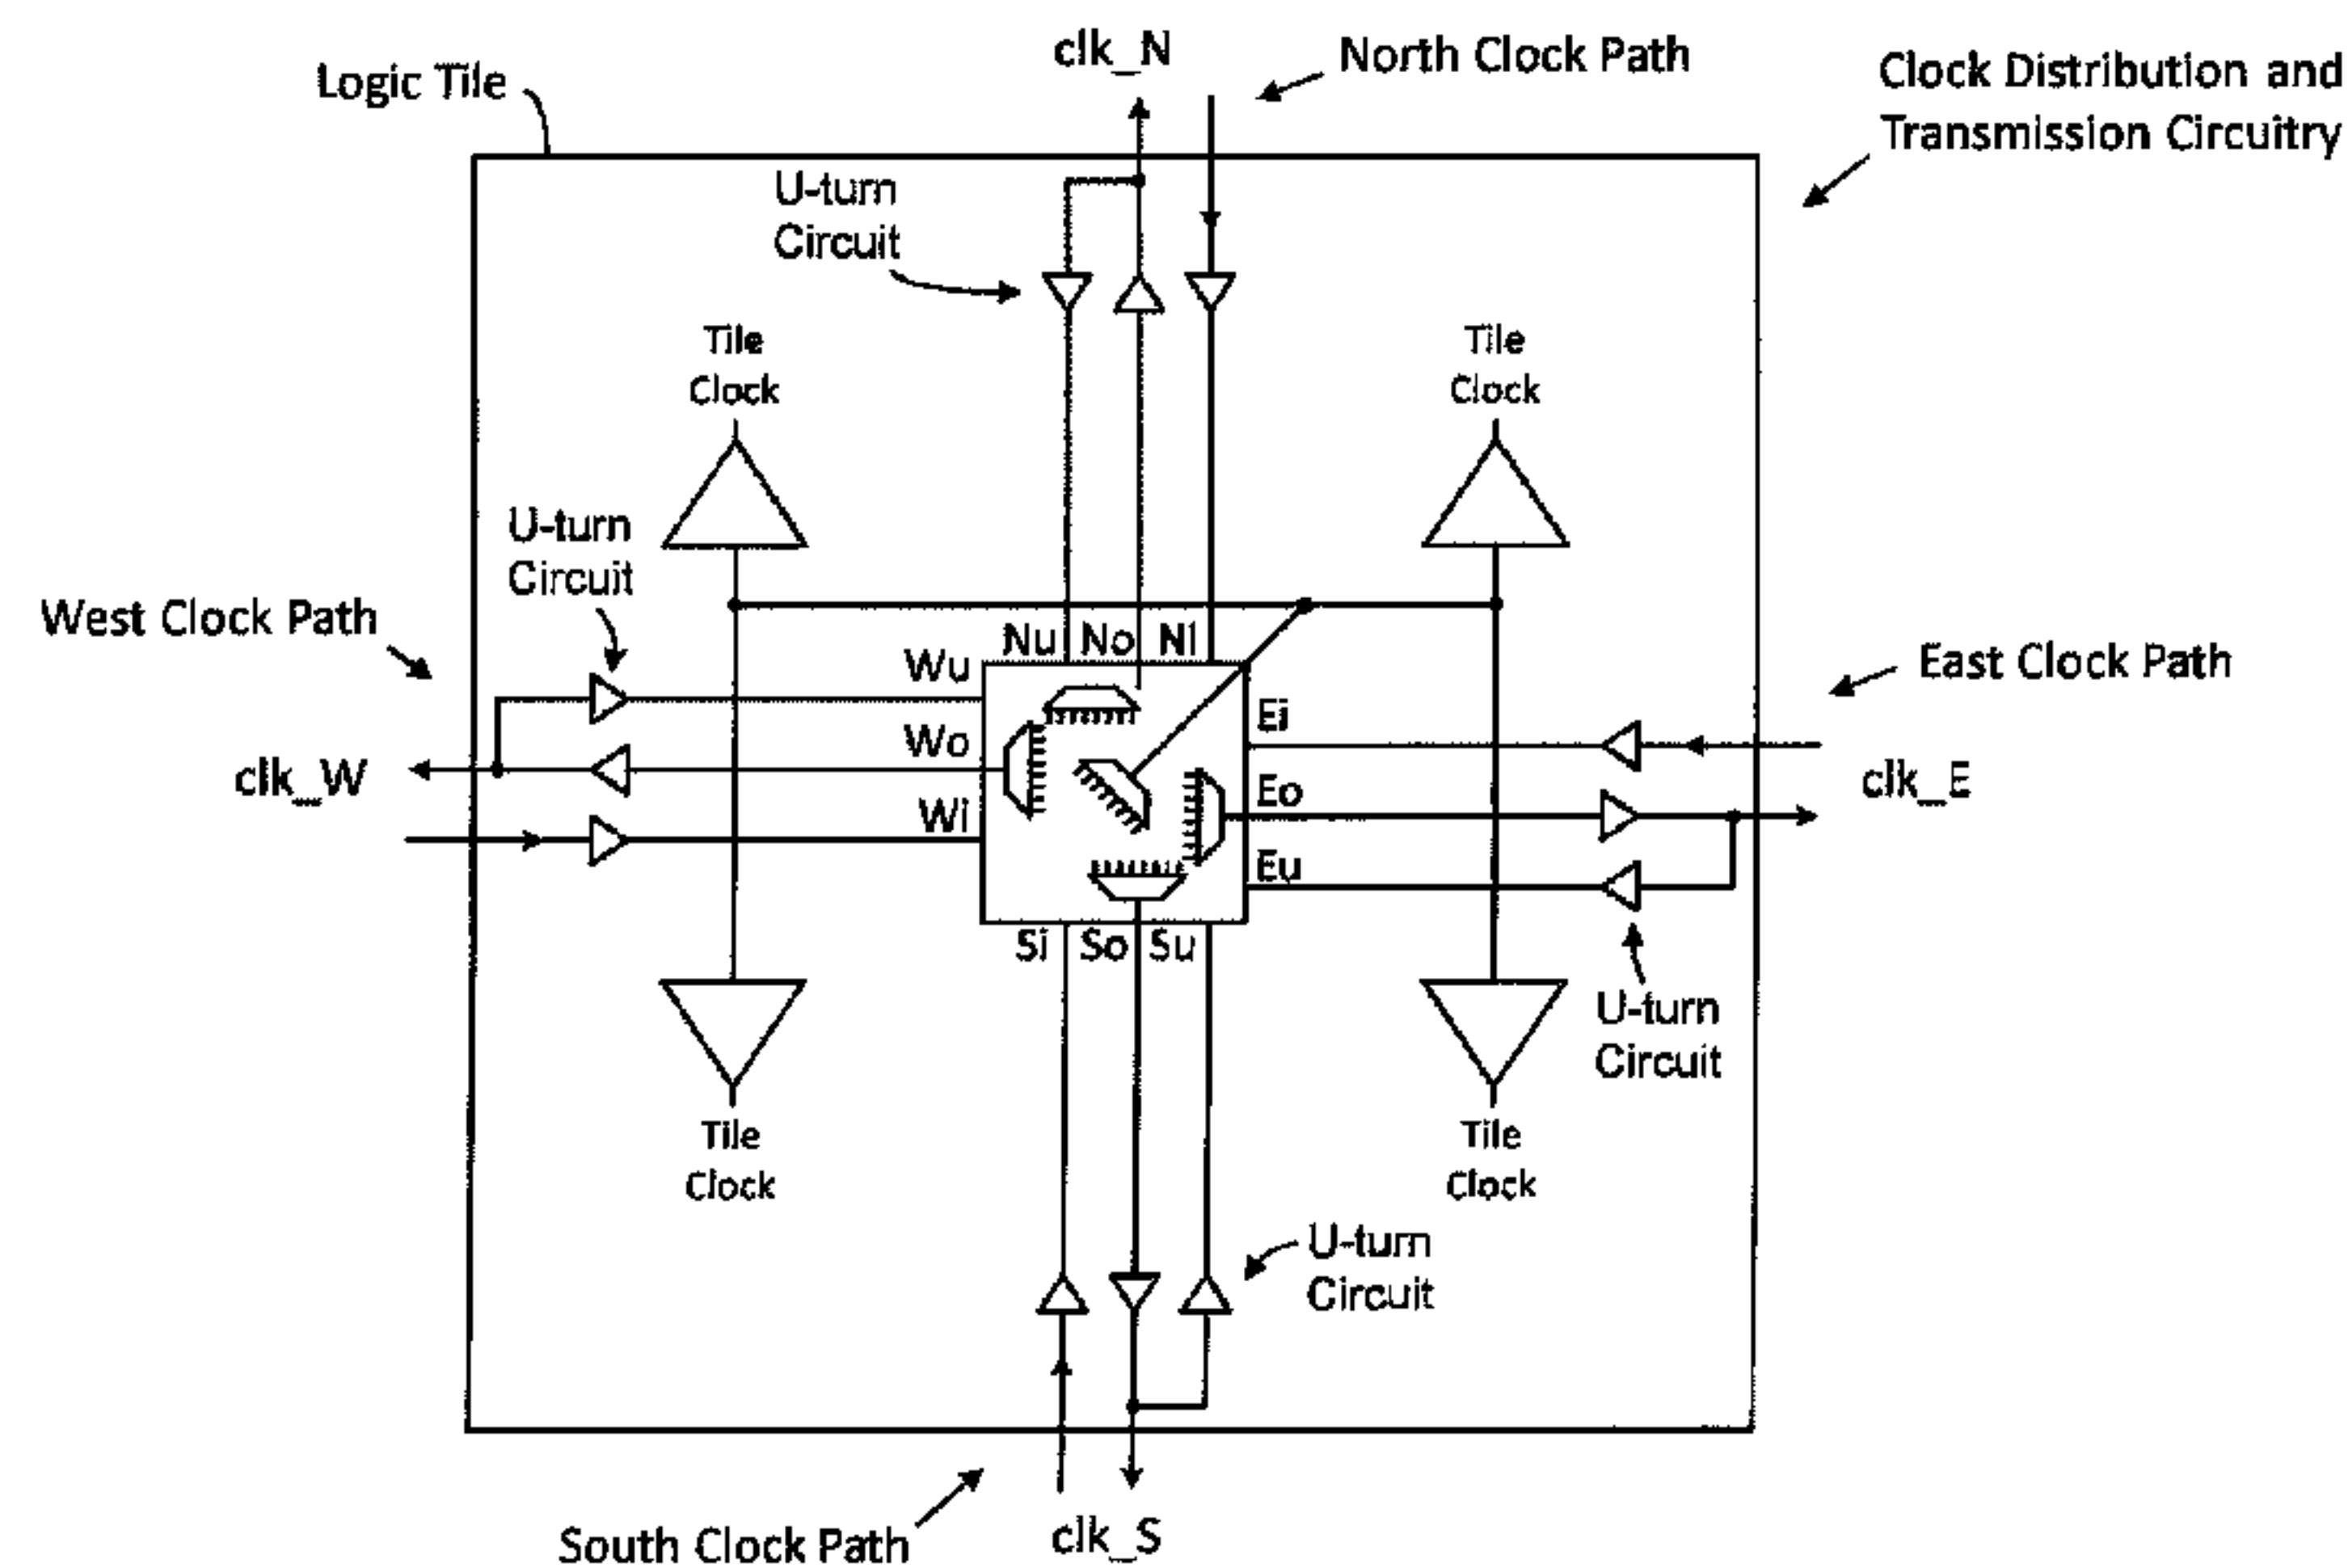 clk_N
North Clock Path
Clock Distribution and
Transmission Circuitry
Logic Tile
U-turn
Circuit
Tile
Clock
Tile
Clock
U-turn
Circuit
West Clock Path
Nu No Ni
Wu
East Clock Path
Ei
Wo
clk_W
clk_E
Eo
Wi
Eu
Si So Su
U-turn
Circuit
Tile
Clock
Tile
Clock
U-turn
Circuit
South Clock Path
clk_S